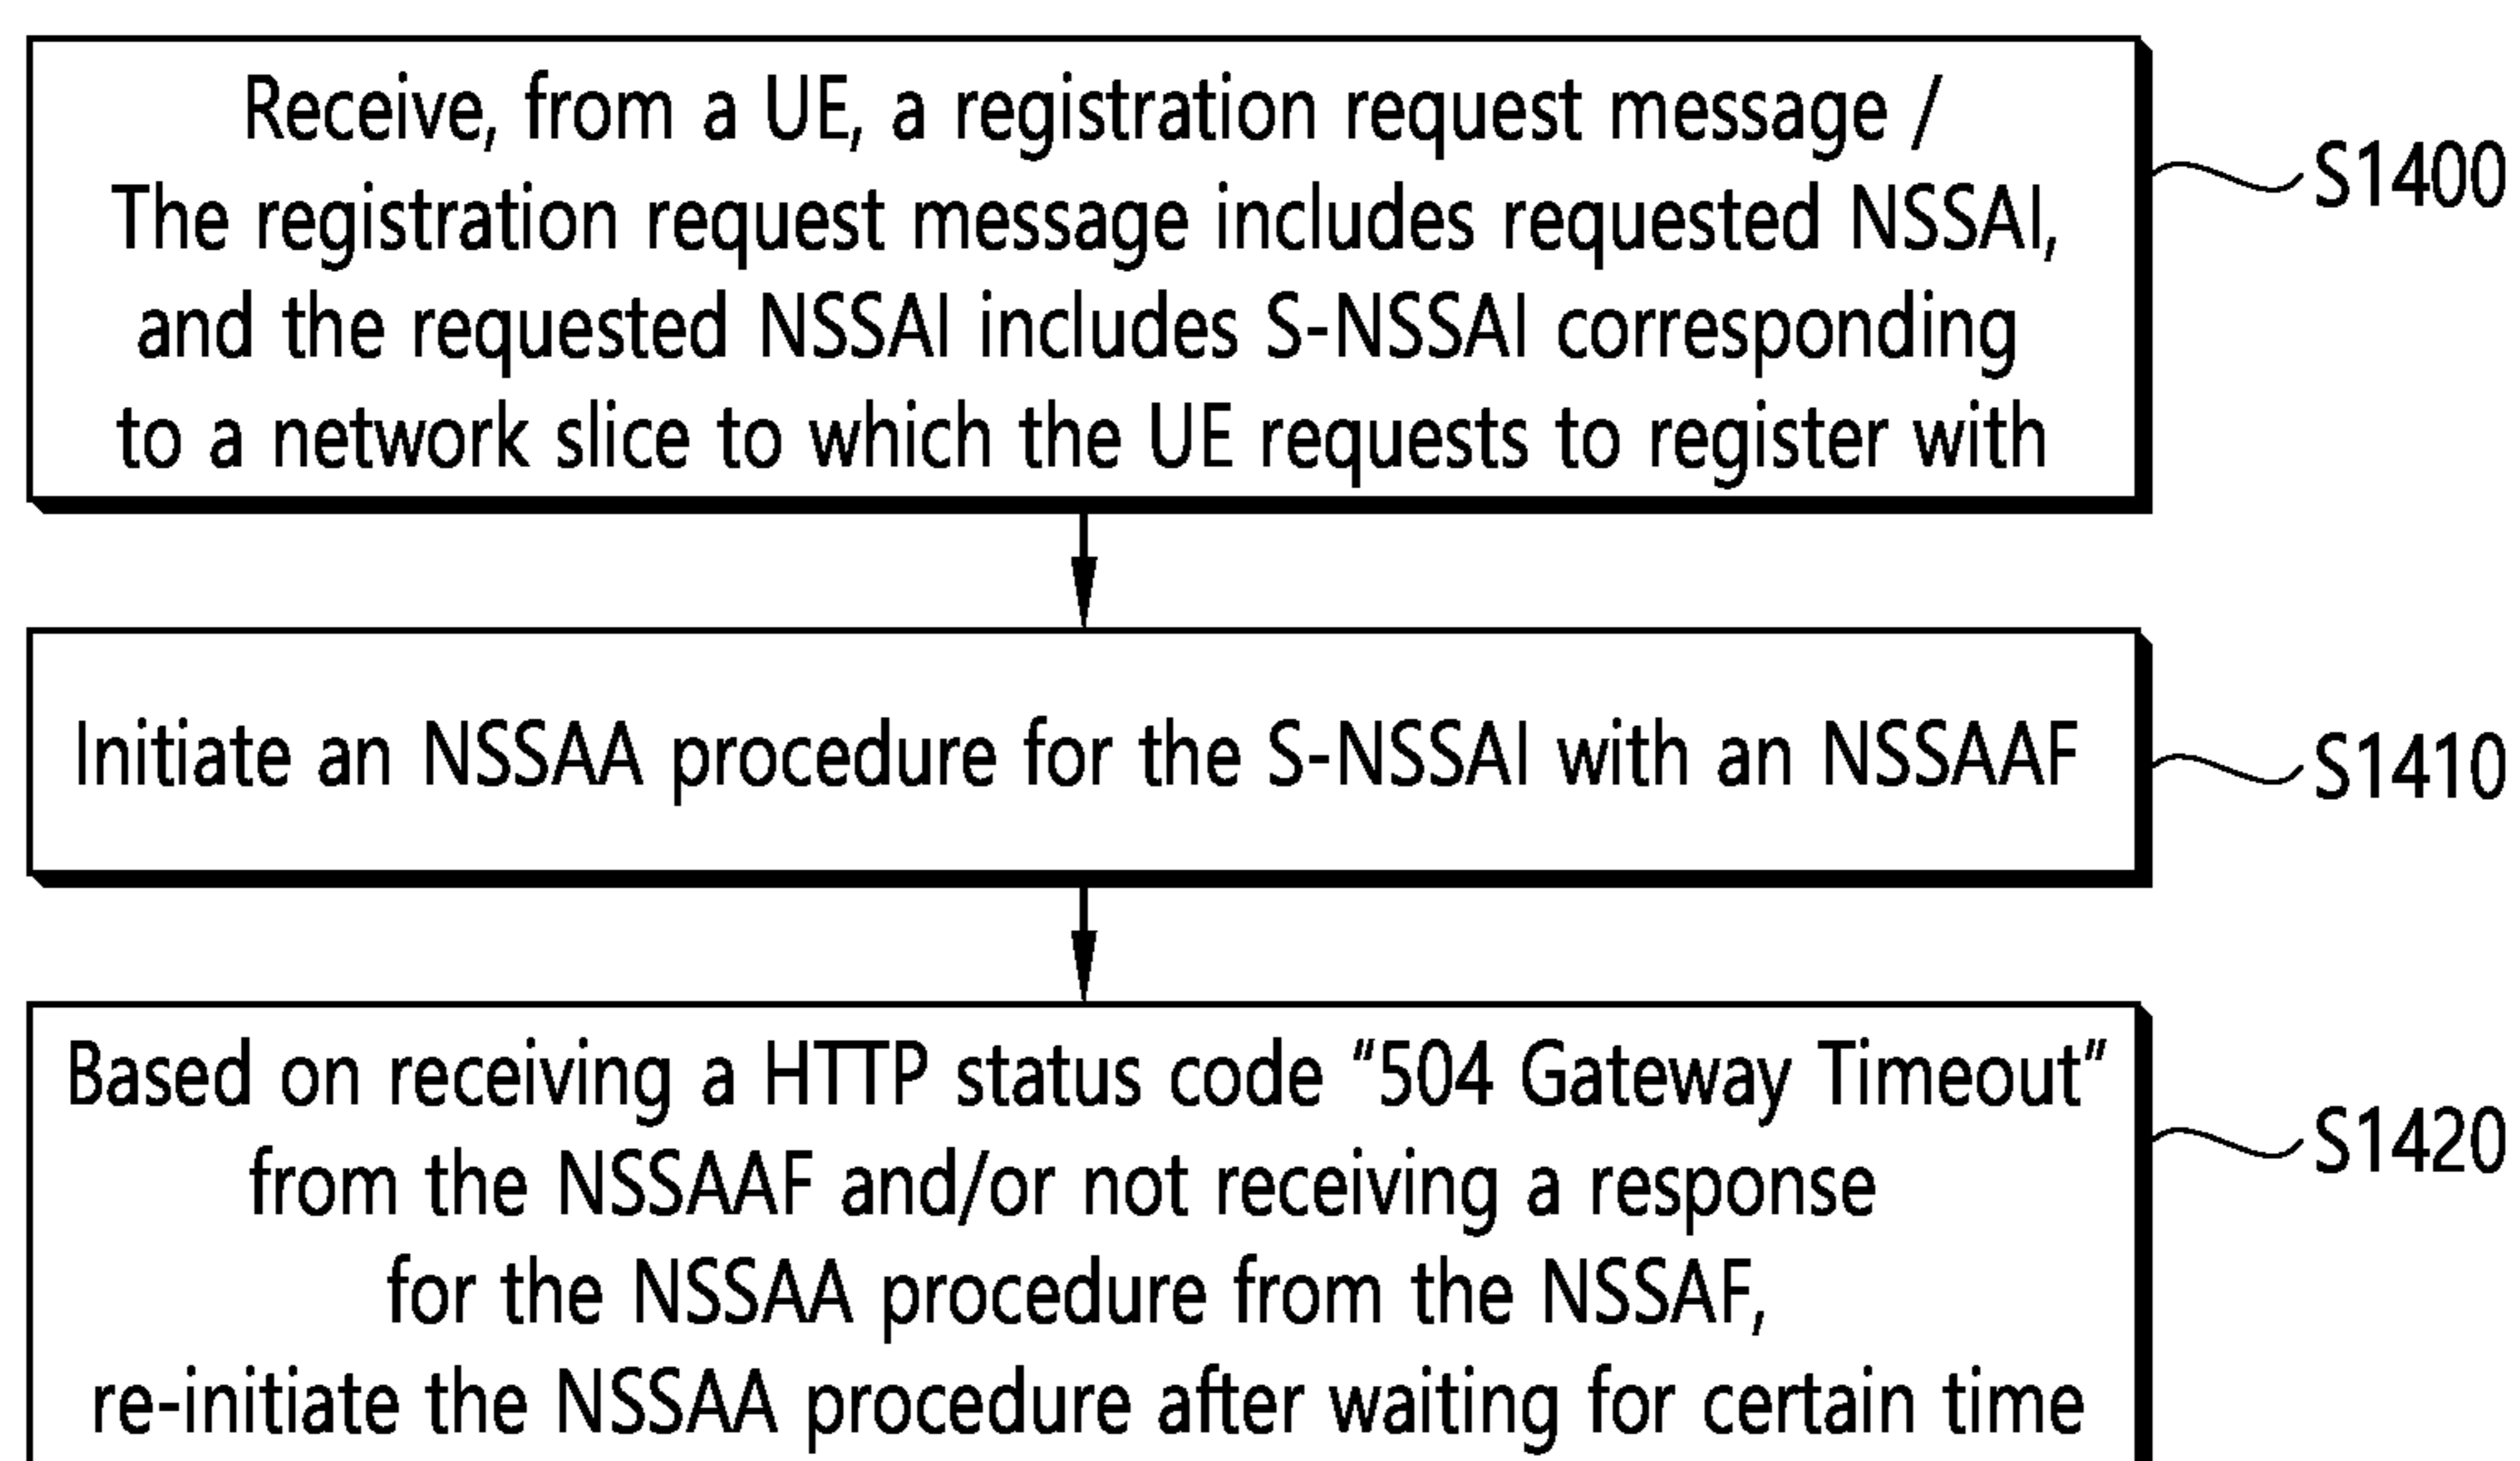 Receive, from a UE, a registration request message /
The registration request message includes requested NSSAI,
and the requested NSSAI includes S-NSSAI corresponding
to a network slice to which the UE requests to register with
S1400
Initiate an NSSAA procedure for the S-NSSAI with an NSSAAF
S1410
Based on receiving a HTTP status code “504 Gateway Timeout”
from the NSSAAF and/or not receiving a response
for the NSSAA procedure from the NSSAF,
re-initiate the NSSAA procedure after waiting for certain time
S1420